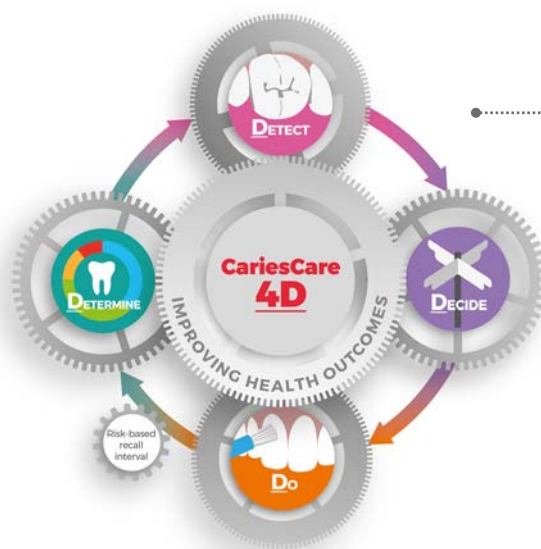 DETECT
DETERMINE
CariesCare
4D
DECIDE
IMPROVING HEALTH OUTCOMES
Risk-based
recall
interval
DO